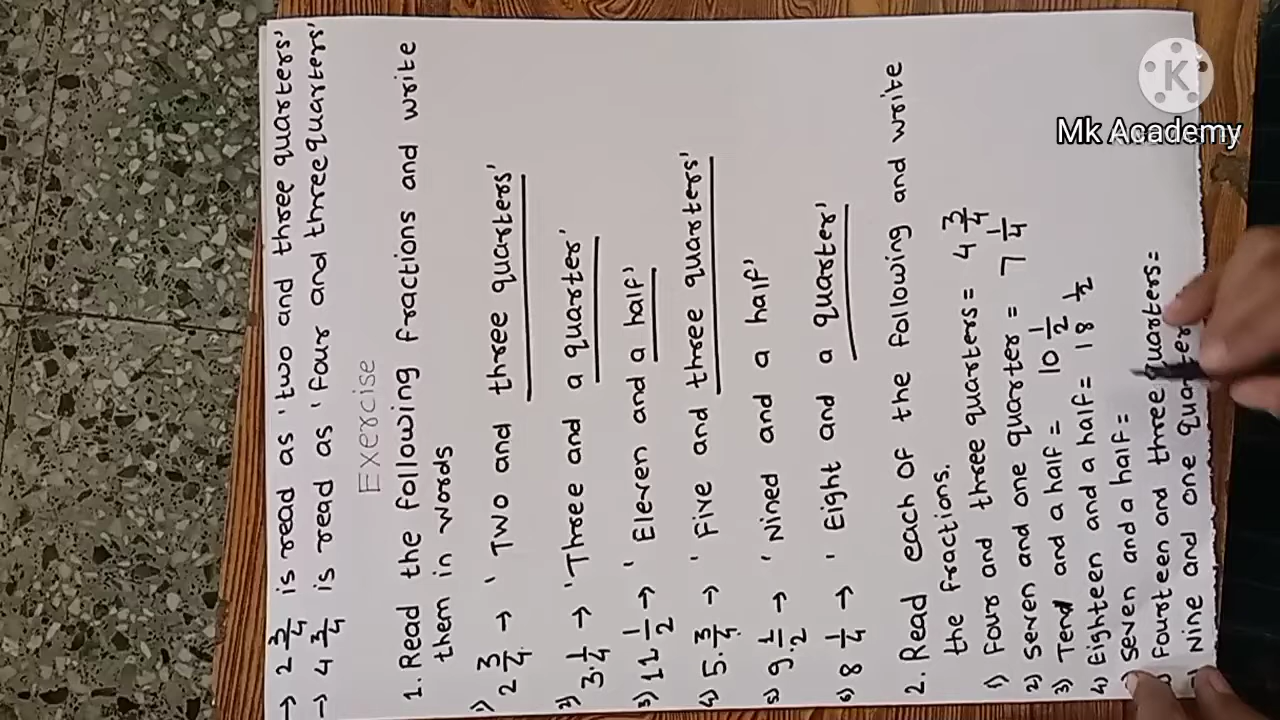 → 2 3/4 is read as 'two and three quarters'
→ 4 3/4 is read as 'four and three quarters'
Exercise
1. Read the following fractions and write
them in words
1) 2 3/4 → 'Two and three quarters'
2) 3 1/4 → 'Three and a quarter'
3) 11 1/2 → 'Eleven and a half'
4) 5 3/4 → 'Five and three quarters'
5) 9 1/2 → 'Nined and a half'
6) 8 1/4 → 'Eight and a quarter'
2. Read each of the following and write
the fractions.
1) Four and three quarters = 4 3/4
2) Seven and one quarter = 7 1/4
3) Tend and a half = 10 1/2
4) Eighteen and a half = 18 1/2
Seven and a half =
Fourteen and three quarters =
Nine and one quarter
K
Mk Academy